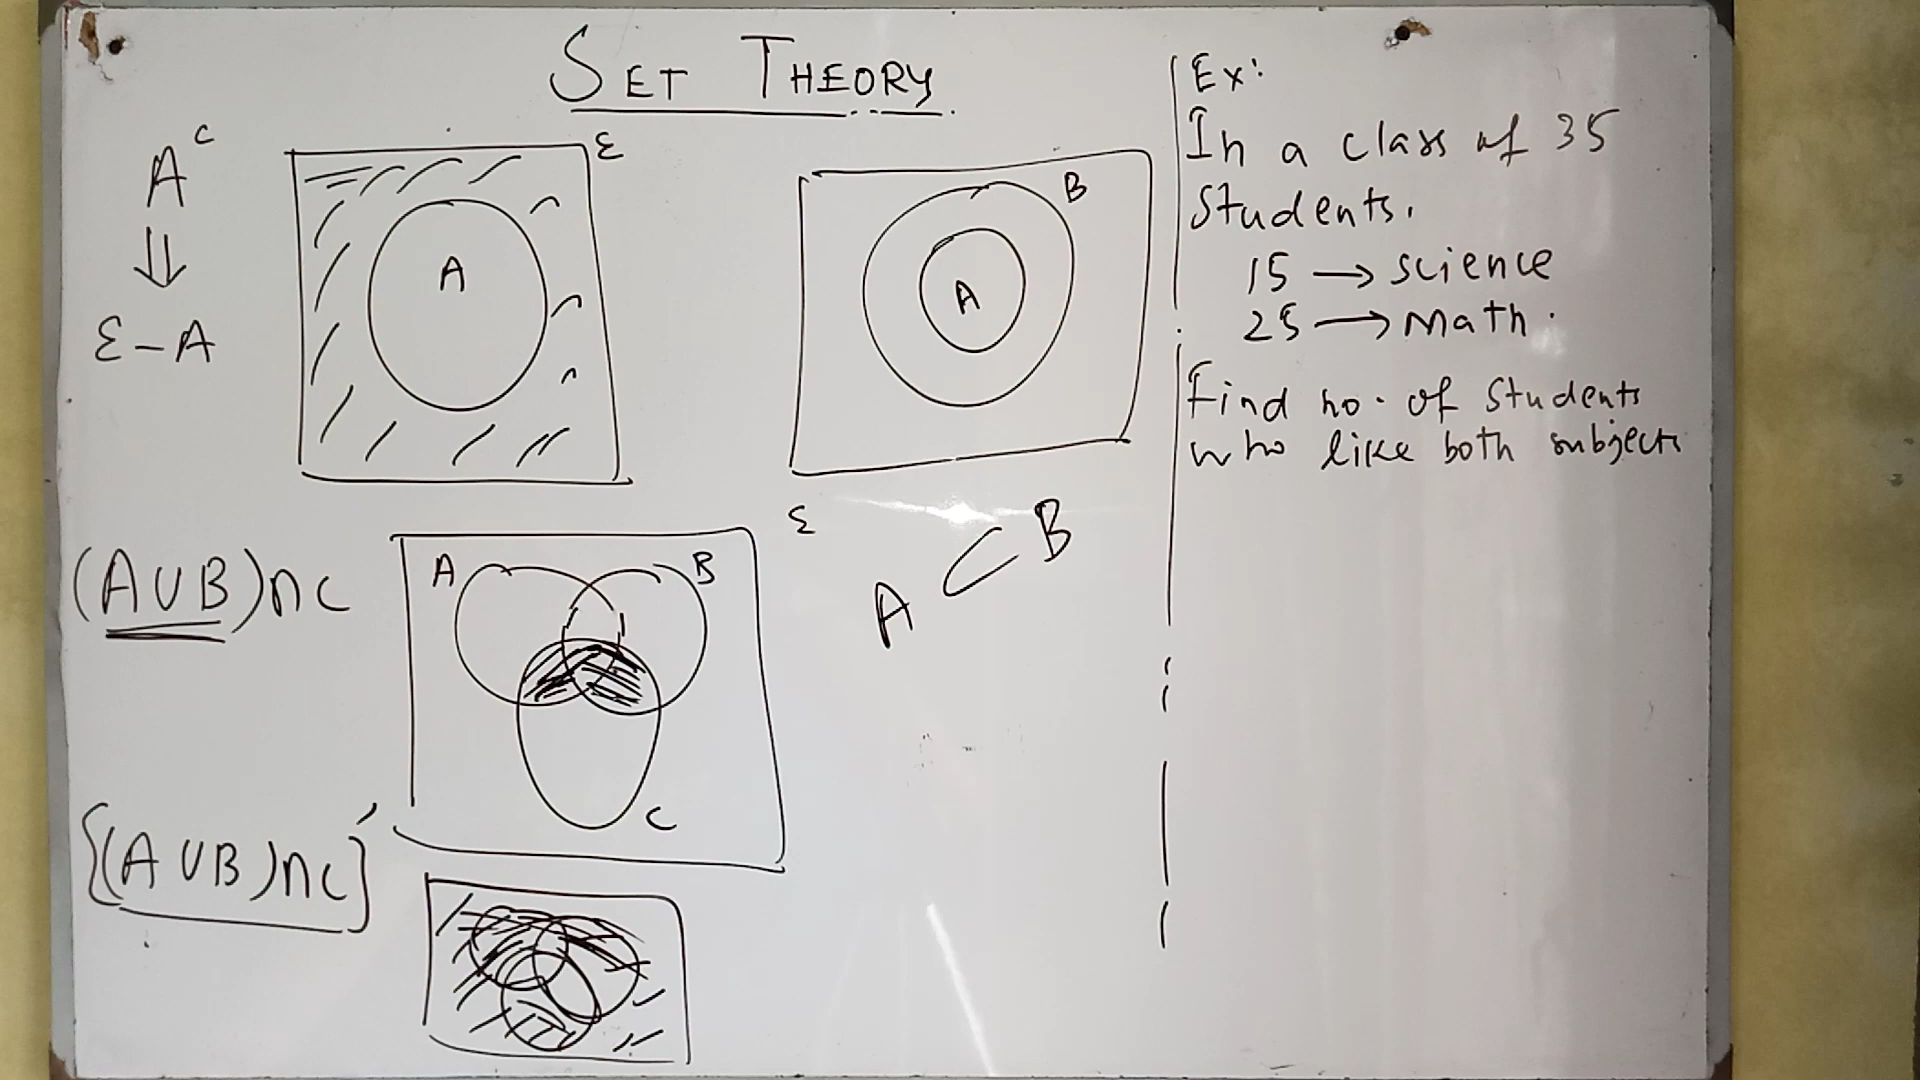 SET THEORY
Aᶜ
⇓
ε-A
A
ε
A
B
A ⊂ B
(A∪B)∩C
ε
A
B
C
{(A∪B)∩C}'
Ex:
In a class of 35
Students.
15 → science
25 → Math.
Find no. of students
who like both subjects